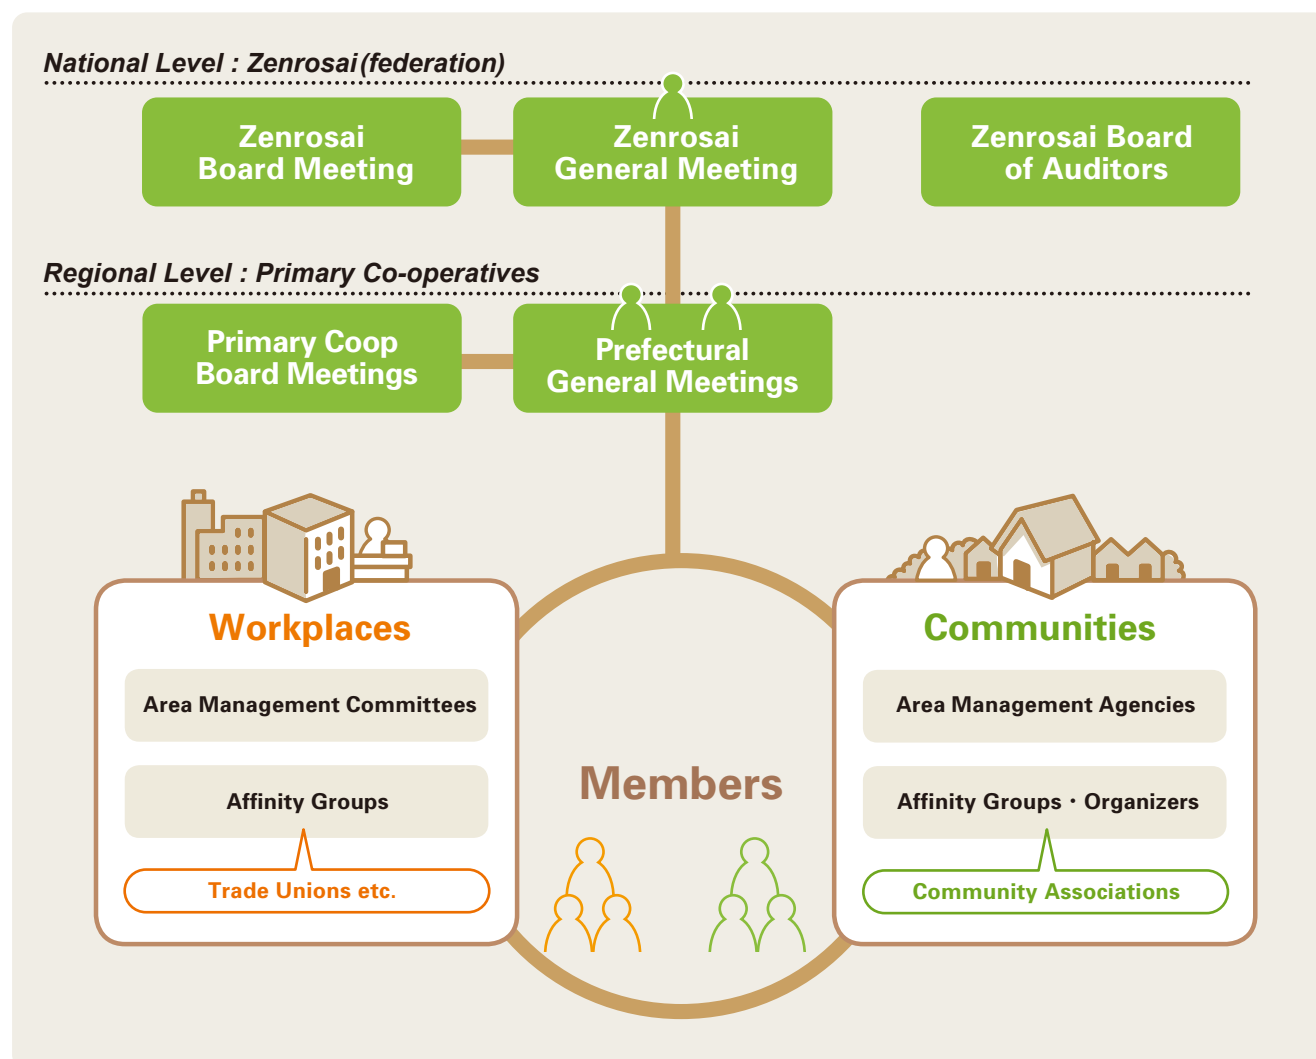 National Level : Zenrosai (federation)
Zenrosai
Board Meeting
Zenrosai
General Meeting
Zenrosai Board
of Auditors
Regional Level : Primary Co-operatives
Primary Coop
Board Meetings
Prefectural
General Meetings
Workplaces
Area Management Committees
Affinity Groups
Trade Unions etc.
Members
Communities
Area Management Agencies
Affinity Groups・Organizers
Community Associations